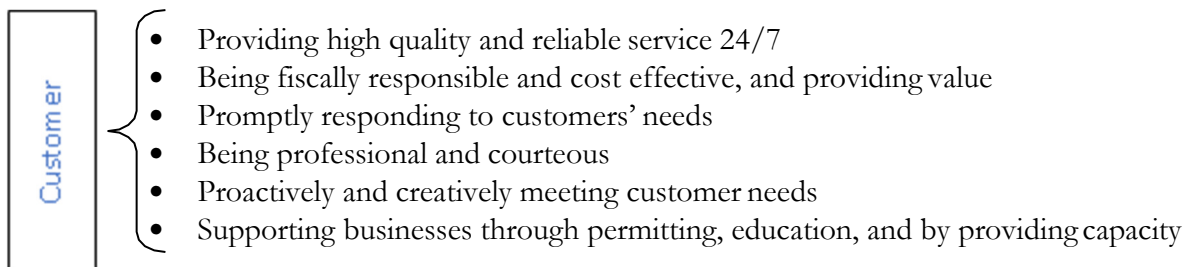 Customer
• Providing high quality and reliable service 24/7
• Being fiscally responsible and cost effective, and providing value
• Promptly responding to customers’ needs
• Being professional and courteous
• Proactively and creatively meeting customer needs
• Supporting businesses through permitting, education, and by providing capacity